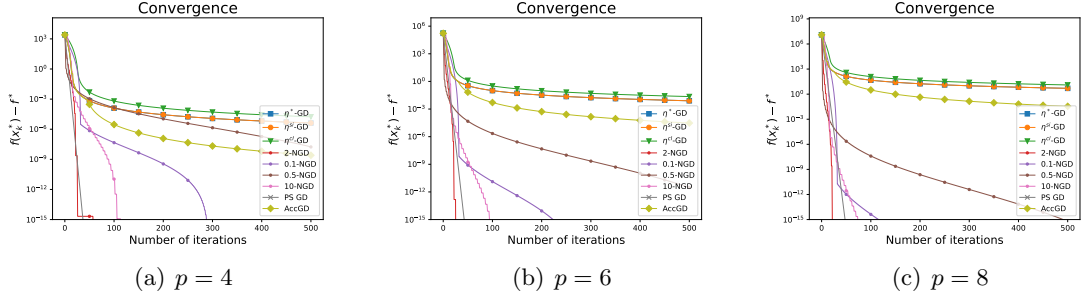 Convergence
f(x*_k) − f*
10^3
10^0
10^−3
10^−6
10^−9
10^−12
10^−15
0 100 200 300 400 500
Number of iterations
η*-GD
η^sl-GD
η^cl-GD
2-NGD
0.1-NGD
0.5-NGD
10-NGD
PS GD
AccGD
(a) p = 4
Convergence
f(x*_k) − f*
10^6
10^3
10^0
10^−3
10^−6
10^−9
10^−12
10^−15
0 100 200 300 400 500
Number of iterations
η*-GD
η^sl-GD
η^cl-GD
2-NGD
0.1-NGD
0.5-NGD
10-NGD
PS GD
AccGD
(b) p = 6
Convergence
f(x*_k) − f*
10^9
10^6
10^3
10^0
10^−3
10^−6
10^−9
10^−12
10^−15
0 100 200 300 400 500
Number of iterations
η*-GD
η^sl-GD
η^cl-GD
2-NGD
0.1-NGD
0.5-NGD
10-NGD
PS GD
AccGD
(c) p = 8